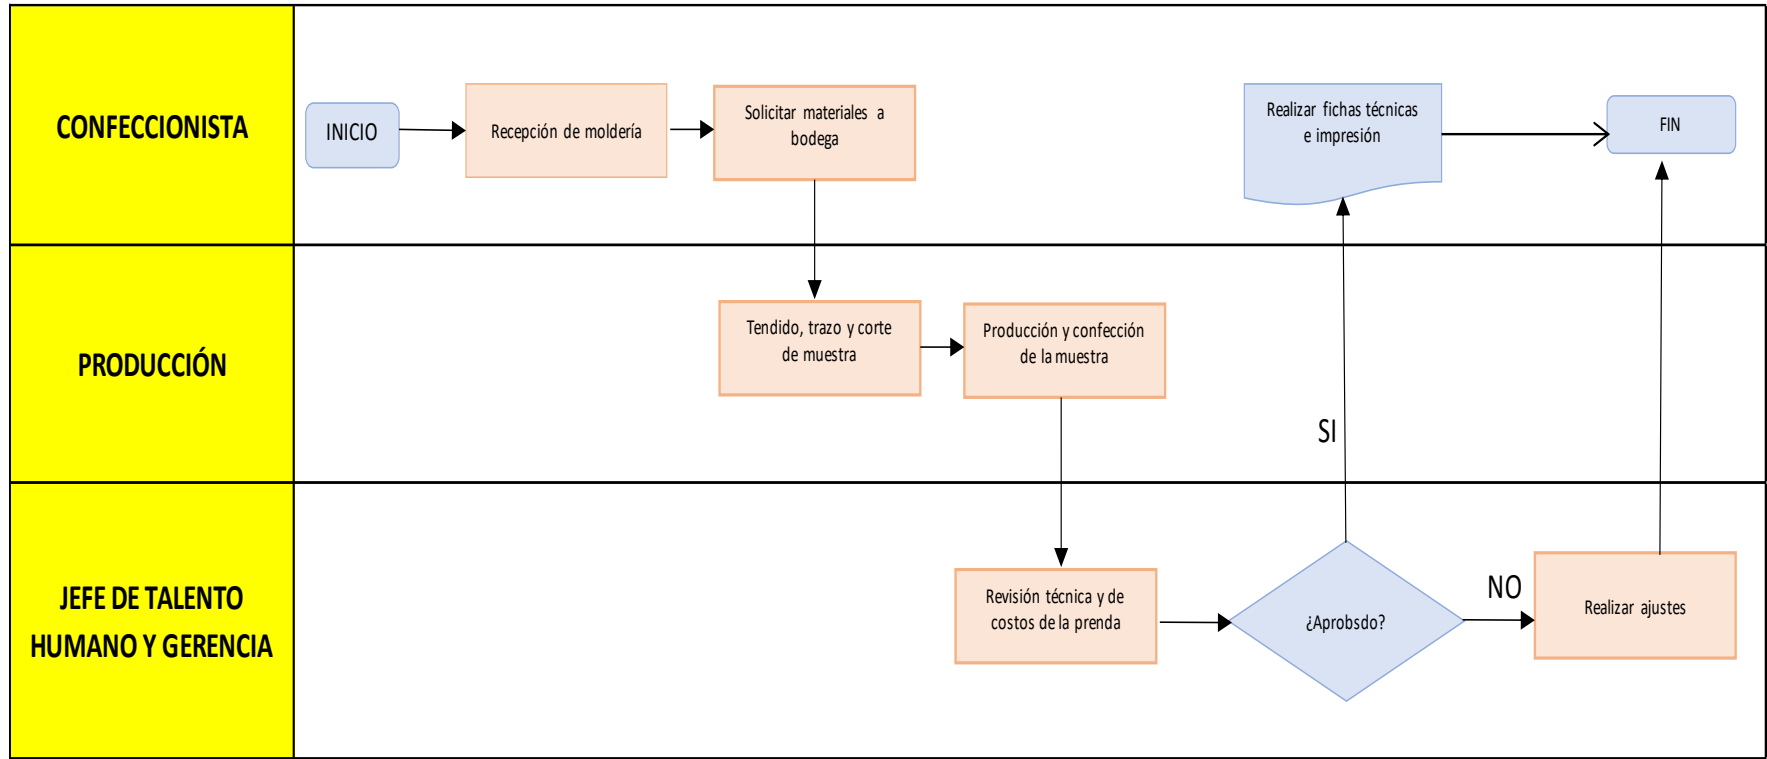 CONFECCIONISTA
INICIO
Recepción de moldería
Solicitar materiales a
bodega
Realizar fichas técnicas
e impresión
FIN
PRODUCCIÓN
Tendido, trazo y corte
de muestra
Producción y confección
de la muestra
SI
JEFE DE TALENTO
HUMANO Y GERENCIA
Revisión técnica y de
costos de la prenda
¿Aprobsdo?
NO
Realizar ajustes